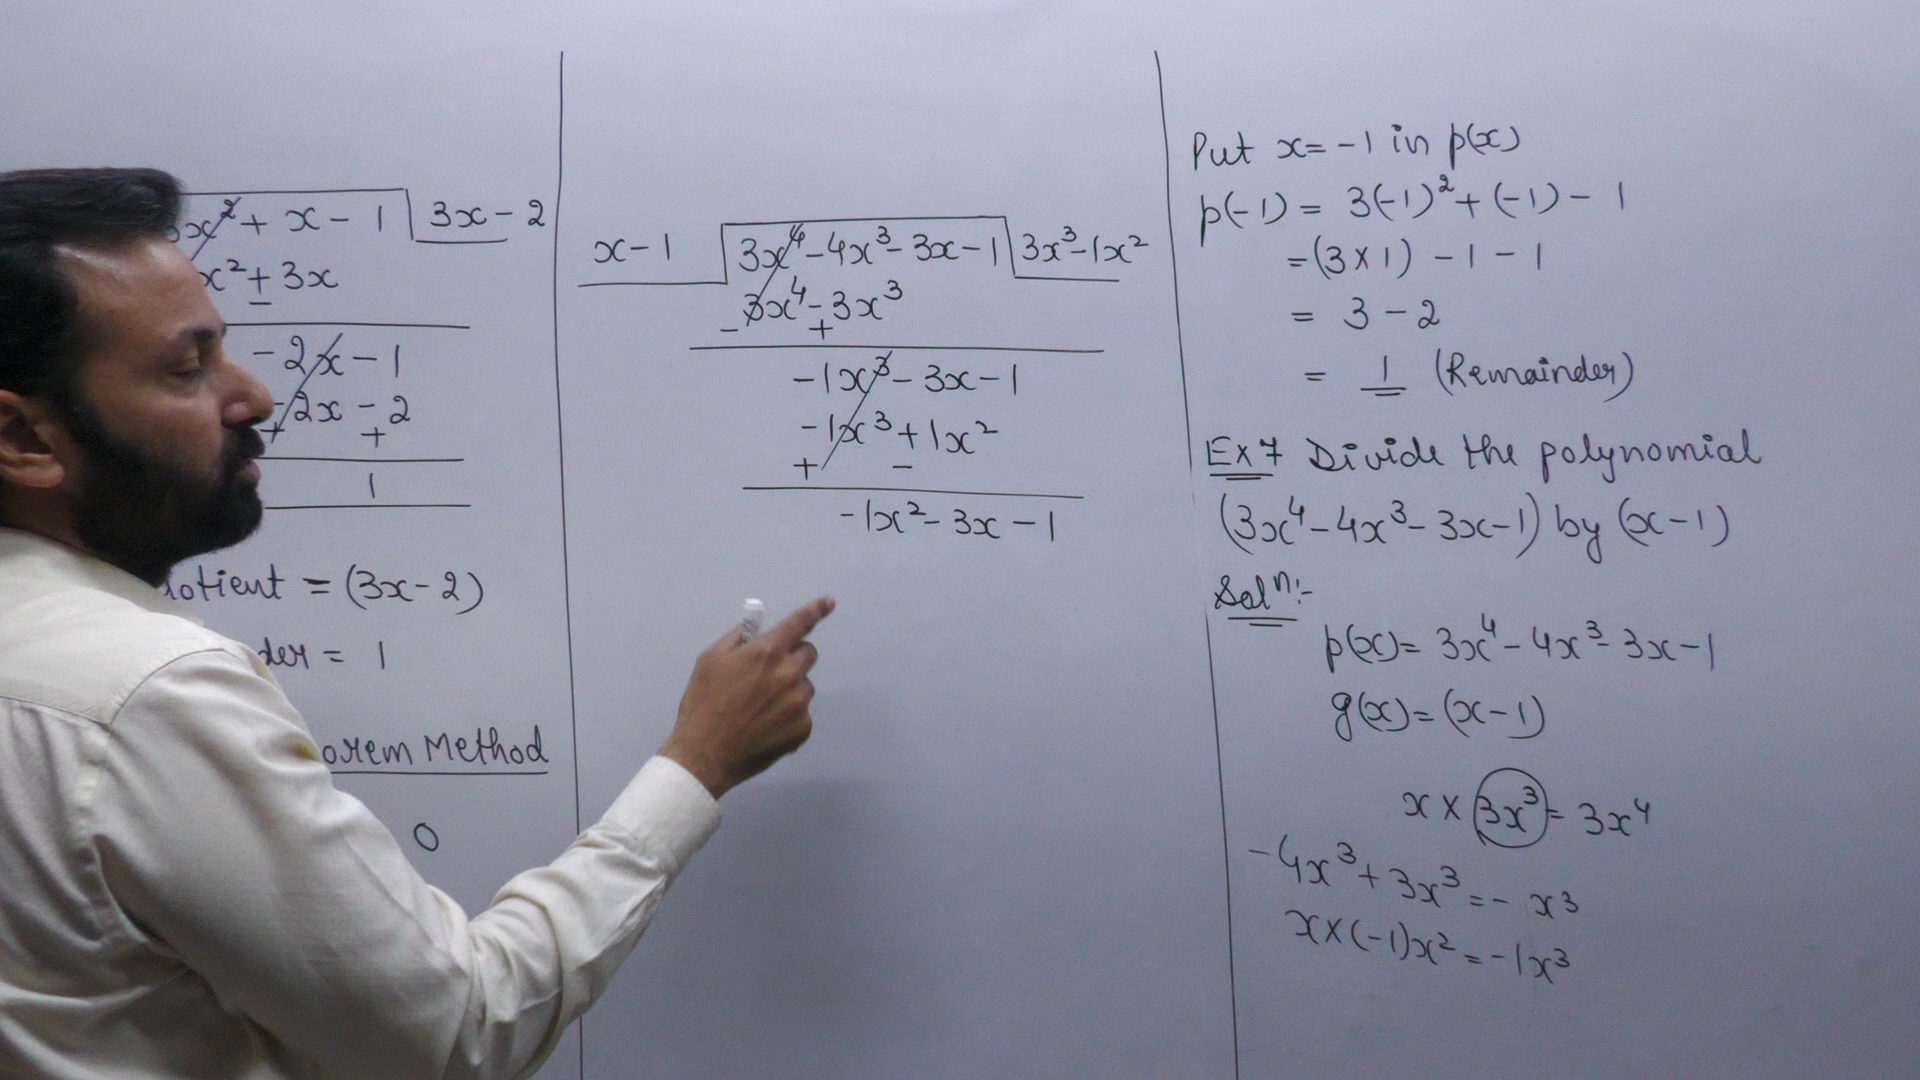 3x² + x - 1 | 3x - 2
x² + 3x
-
- 2x - 1
- 2x - 2
+ +
1
= (3x - 2)
= 1
Method
0
x - 1 | 3x⁴ - 4x³ - 3x - 1 | 3x³ - 1x²
3x⁴ - 3x³
- +
- 1x³ - 3x - 1
- 1x³ + 1x²
+ -
- 1x² - 3x - 1
Put x = -1 in p(x)
p(-1) = 3(-1)² + (-1) - 1
= (3 × 1) - 1 - 1
= 3 - 2
= 1 (Remainder)
Ex 7 Divide the polynomial
(3x⁴ - 4x³ - 3x - 1) by (x - 1)
Solⁿ:-
p(x) = 3x⁴ - 4x³ - 3x - 1
g(x) = (x - 1)
x × 3x³ = 3x⁴
- 4x³ + 3x³ = - x³
x × (-1)x² = - 1x³